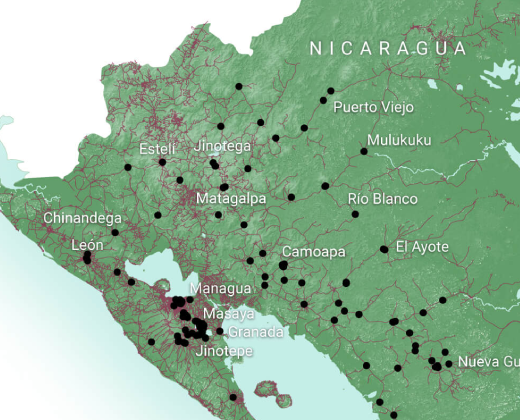 NICARAGUA
Puerto Viejo
Mulukuku
Estelí
Jinotega
Matagalpa
Río Blanco
Chinandega
León
Camoapa
El Ayote
Managua
Masaya
Granada
Jinotepe
Nueva Gu